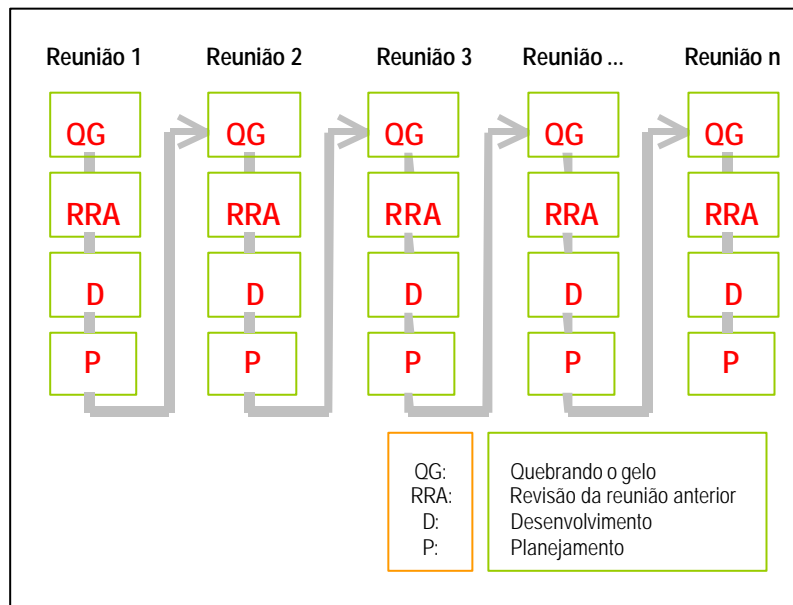 Reunião 1 Reunião 2 Reunião 3 Reunião ... Reunião n
QG QG QG QG QG
RRA RRA RRA RRA RRA
D D D D D
P P P P P
QG: Quebrando o gelo
RRA: Revisão da reunião anterior
D: Desenvolvimento
P: Planejamento